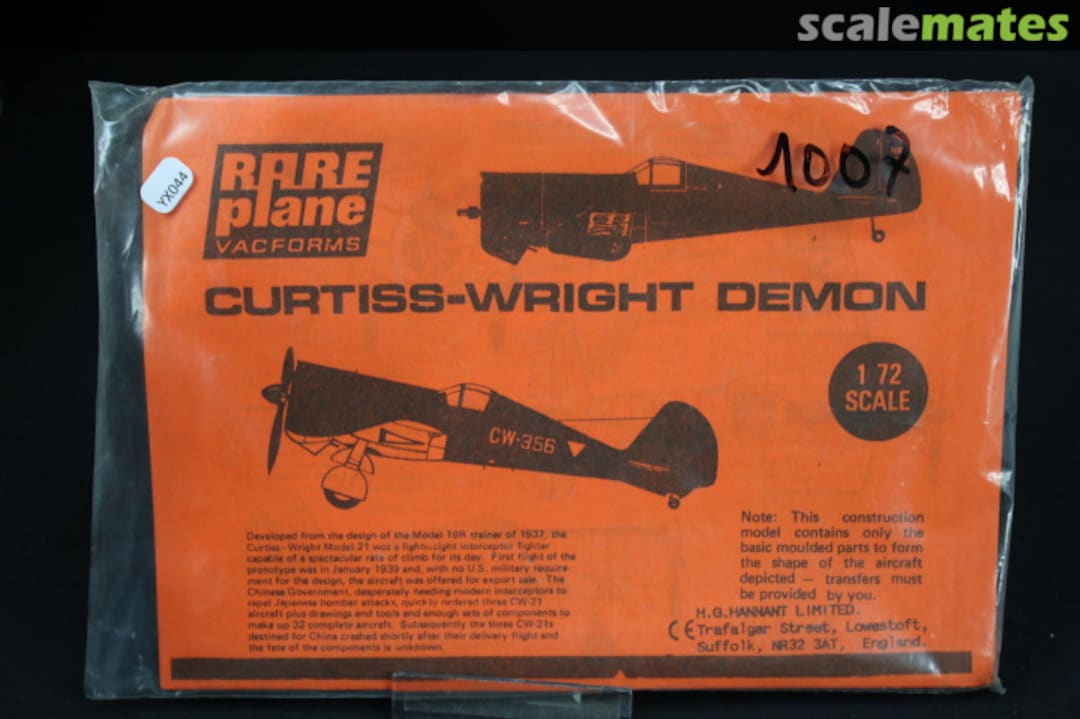 scalemates
YX044
RARE
plane
VACFORMS
1007
CURTISS-WRIGHT DEMON
1 72
SCALE
CW-356
Developed from the design of the Model 19R trainer of 1937, the
Curtiss-Wright Model 21 was a lightweight interceptor fighter
capable of a spectacular rate of climb for its day. First flight of the
prototype was in January 1939 and, with no U.S. military require-
ment for the design, the aircraft was offered for export sale. The
Chinese Government, desperately needing modern interceptors to
repel Japanese bomber attacks, quickly ordered three CW-21
aircraft plus drawings and tools and enough sets of components to
make up 32 complete aircraft. Subsequently the three CW-21s
destined for China crashed shortly after their delivery flight and
the fate of the components is unknown.
Note: This construction
model contains only the
basic moulded parts to form
the shape of the aircraft
depicted — transfers must
be provided by you.
H.G.HANNANT LIMITED.
CE Trafalgar Street, Lowestoft,
Suffolk, NR32 3AT, England.